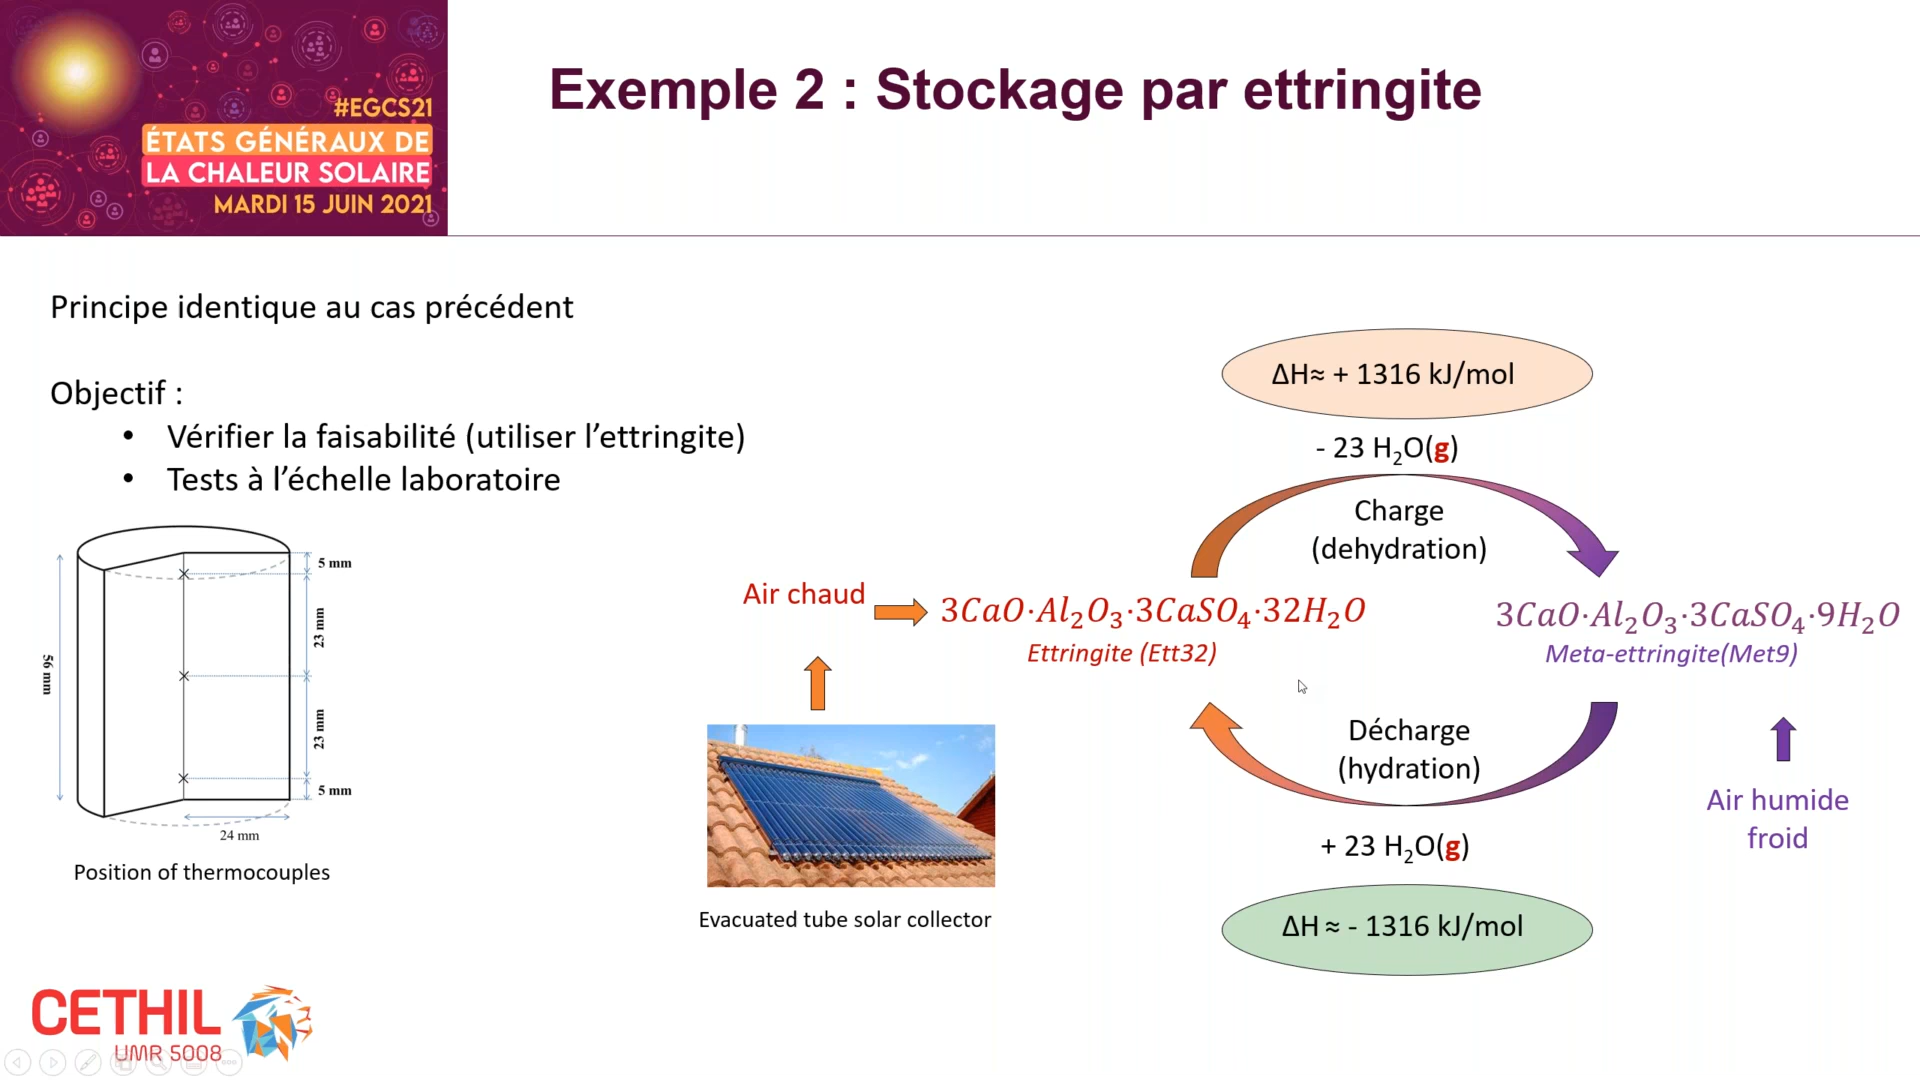 #EGCS21
ÉTATS GÉNÉRAUX DE
LA CHALEUR SOLAIRE
MARDI 15 JUIN 2021
Exemple 2 : Stockage par ettringite
Principe identique au cas précédent
Objectif :
• Vérifier la faisabilité (utiliser l’ettringite)
• Tests à l’échelle laboratoire
5 mm
23 mm
56 mm
23 mm
5 mm
24 mm
Position of thermocouples
Air chaud
Evacuated tube solar collector
ΔH≈ + 1316 kJ/mol
- 23 H₂O(g)
Charge
(dehydration)
3CaO·Al₂O₃·3CaSO₄·32H₂O
Ettringite (Ett32)
3CaO·Al₂O₃·3CaSO₄·9H₂O
Meta-ettringite(Met9)
Décharge
(hydration)
+ 23 H₂O(g)
ΔH ≈ - 1316 kJ/mol
Air humide
froid
CETHIL
UMR 5008